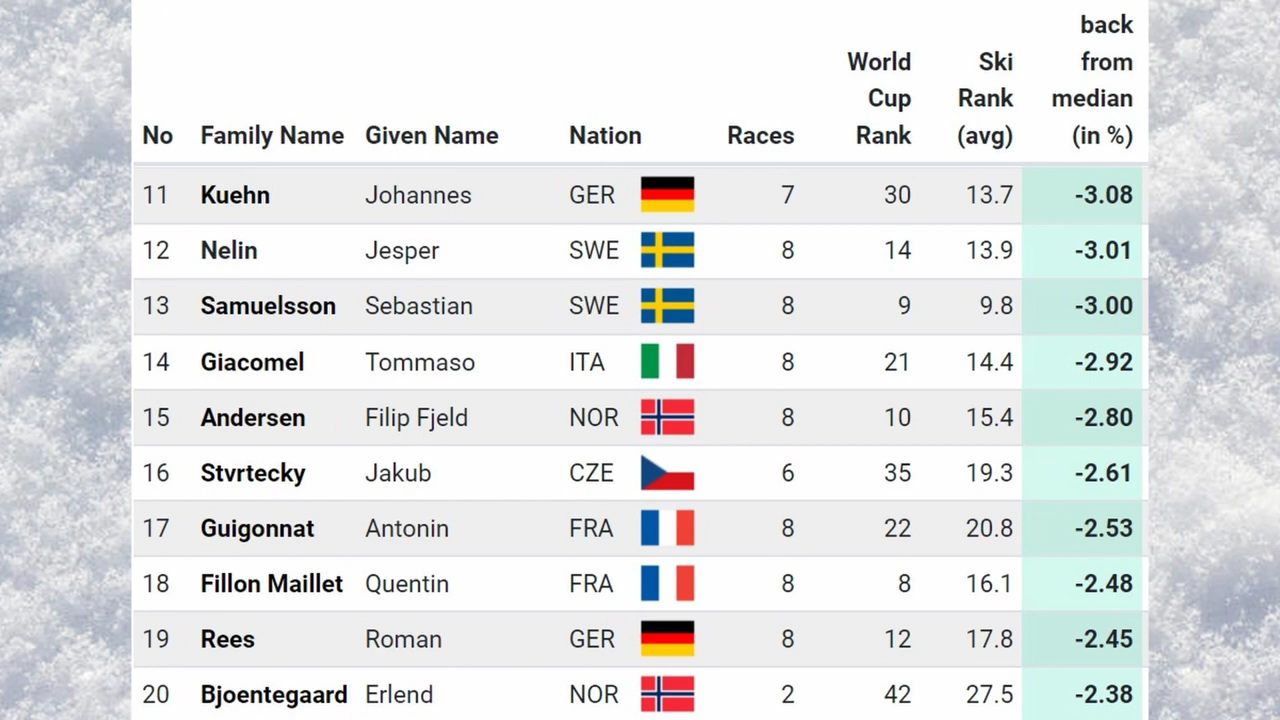 back
World Ski from
Cup Rank median
No Family Name Given Name Nation Races Rank (avg) (in %)
11 Kuehn Johannes GER 7 30 13.7 -3.08
12 Nelin Jesper SWE 8 14 13.9 -3.01
13 Samuelsson Sebastian SWE 8 9 9.8 -3.00
14 Giacomel Tommaso ITA 8 21 14.4 -2.92
15 Andersen Filip Fjeld NOR 8 10 15.4 -2.80
16 Stvrtecky Jakub CZE 6 35 19.3 -2.61
17 Guigonnat Antonin FRA 8 22 20.8 -2.53
18 Fillon Maillet Quentin FRA 8 8 16.1 -2.48
19 Rees Roman GER 8 12 17.8 -2.45
20 Bjoentegaard Erlend NOR 2 42 27.5 -2.38